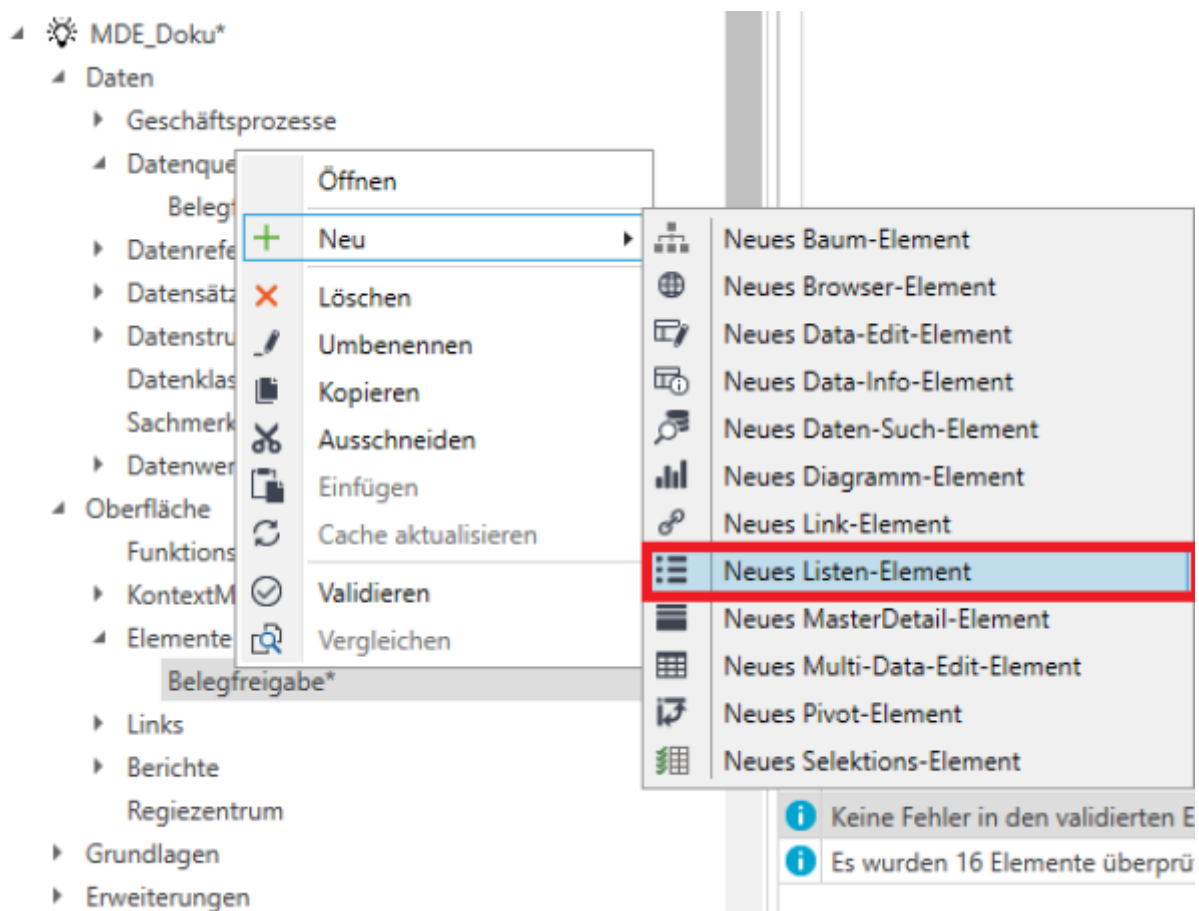 MDE_Doku*
Daten
Geschäftsprozesse
Datenque
Beleg
Datenrefe
Datensätz
Datenstru
Datenklas
Sachmerk
Datenwer
Oberfläche
Funktions
KontextM
Elemente
Belegfreigabe*
Links
Berichte
Regiezentrum
Grundlagen
Erweiterungen
Öffnen
Neu
Löschen
Umbenennen
Kopieren
Ausschneiden
Einfügen
Cache aktualisieren
Validieren
Vergleichen
Neues Baum-Element
Neues Browser-Element
Neues Data-Edit-Element
Neues Data-Info-Element
Neues Daten-Such-Element
Neues Diagramm-Element
Neues Link-Element
Neues Listen-Element
Neues MasterDetail-Element
Neues Multi-Data-Edit-Element
Neues Pivot-Element
Neues Selektions-Element
Keine Fehler in den validierten E
Es wurden 16 Elemente überprü